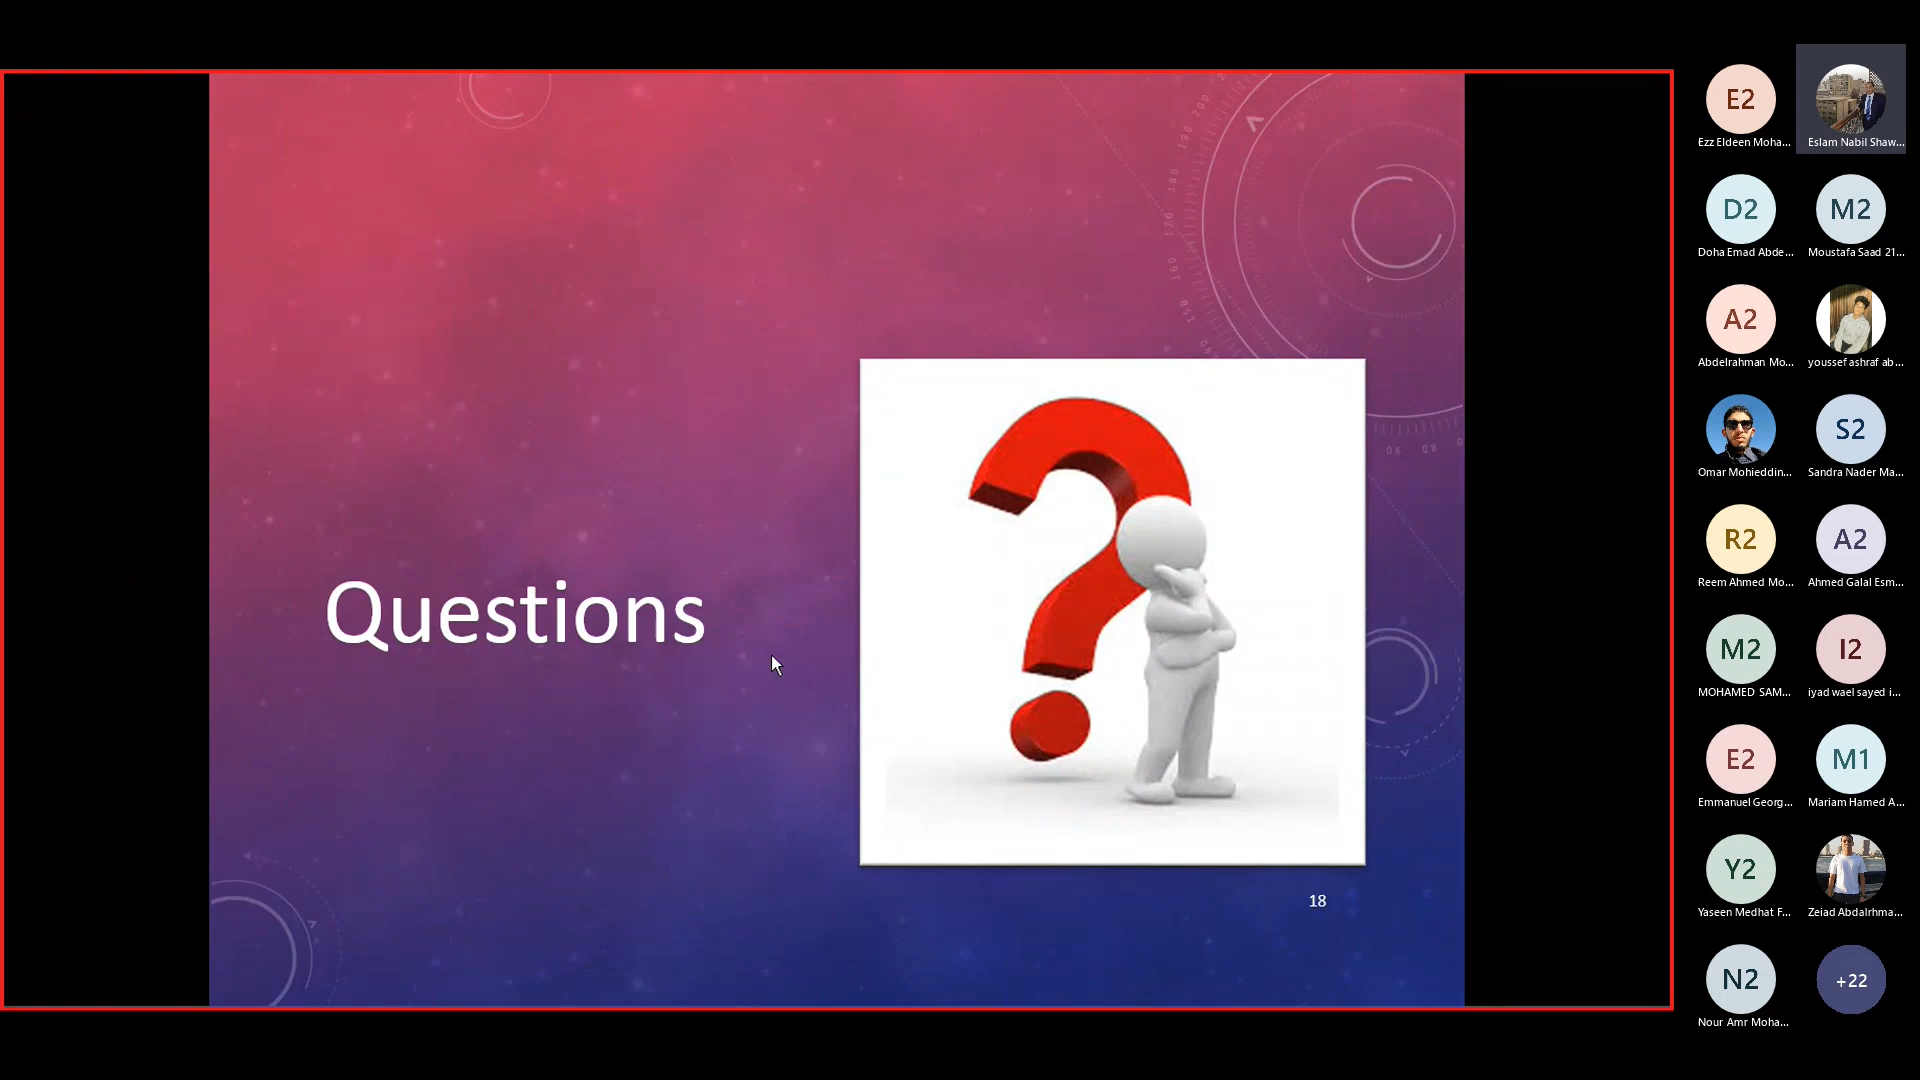 Questions
18
E2
Ezz Eldeen Moha...
Eslam Nabil Shaw...
D2
Doha Emad Abde...
M2
Moustafa Saad 21...
A2
Abdelrahman Mo...
youssef ashraf ab...
Omar Mohieddin...
S2
Sandra Nader Ma...
R2
Reem Ahmed Mo...
A2
Ahmed Galal Esm...
M2
MOHAMED SAM...
I2
iyad wael sayed i...
E2
Emmanuel Georg...
M1
Mariam Hamed A...
Y2
Yaseen Medhat F...
Zeiad Abdalrhma...
N2
Nour Amr Moha...
+22